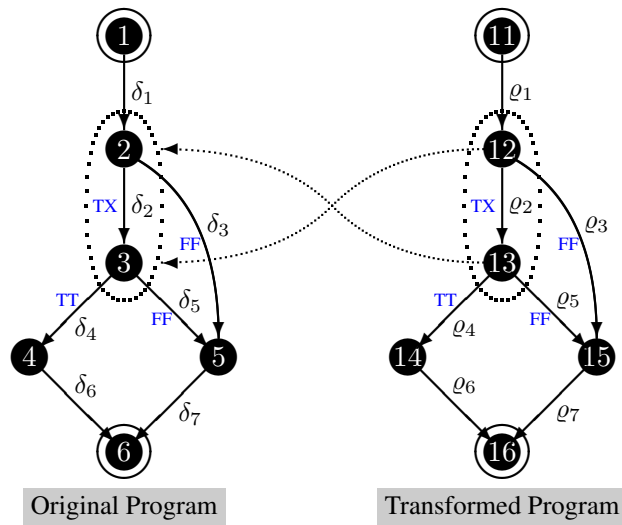 1 11
δ1 ϱ1
2 12
TX δ2 δ3 TX ϱ2 ϱ3
FF FF
3 13
TT δ5 TT ϱ5
δ4 FF ϱ4 FF
4 5 14 15
δ6 δ7 ϱ6 ϱ7
6 16
Original Program Transformed Program